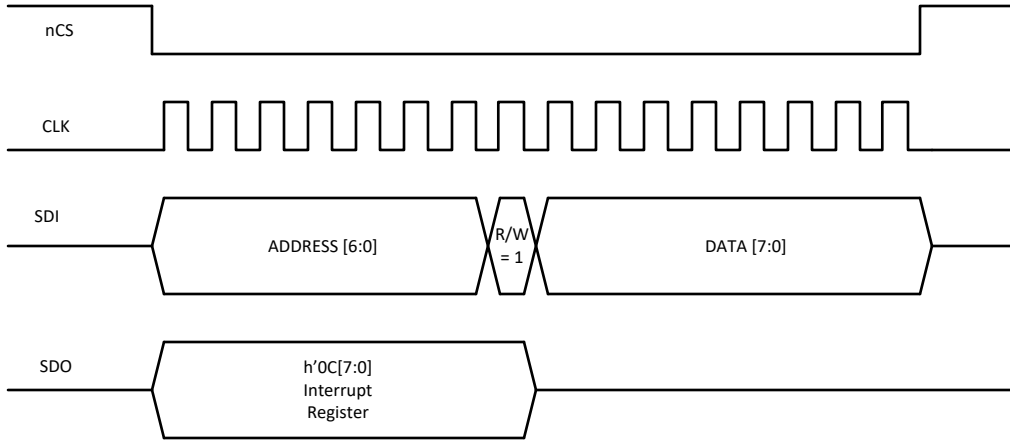 nCS
CLK
SDI
ADDRESS [6:0]
R/W
= 1
DATA [7:0]
SDO
h’0C[7:0]
Interrupt
Register